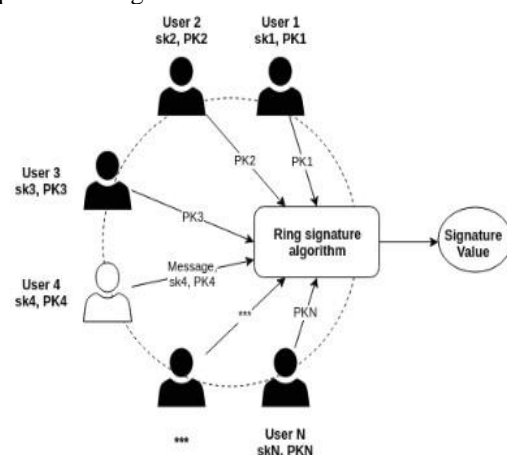 User 2
sk2, PK2
User 1
sk1, PK1
PK2
PK1
User 3
sk3, PK3
PK3
Ring signature
algorithm
Signature
Value
User 4
sk4, PK4
Message,
sk4, PK4
***
PKN
***
User N
skN, PKN